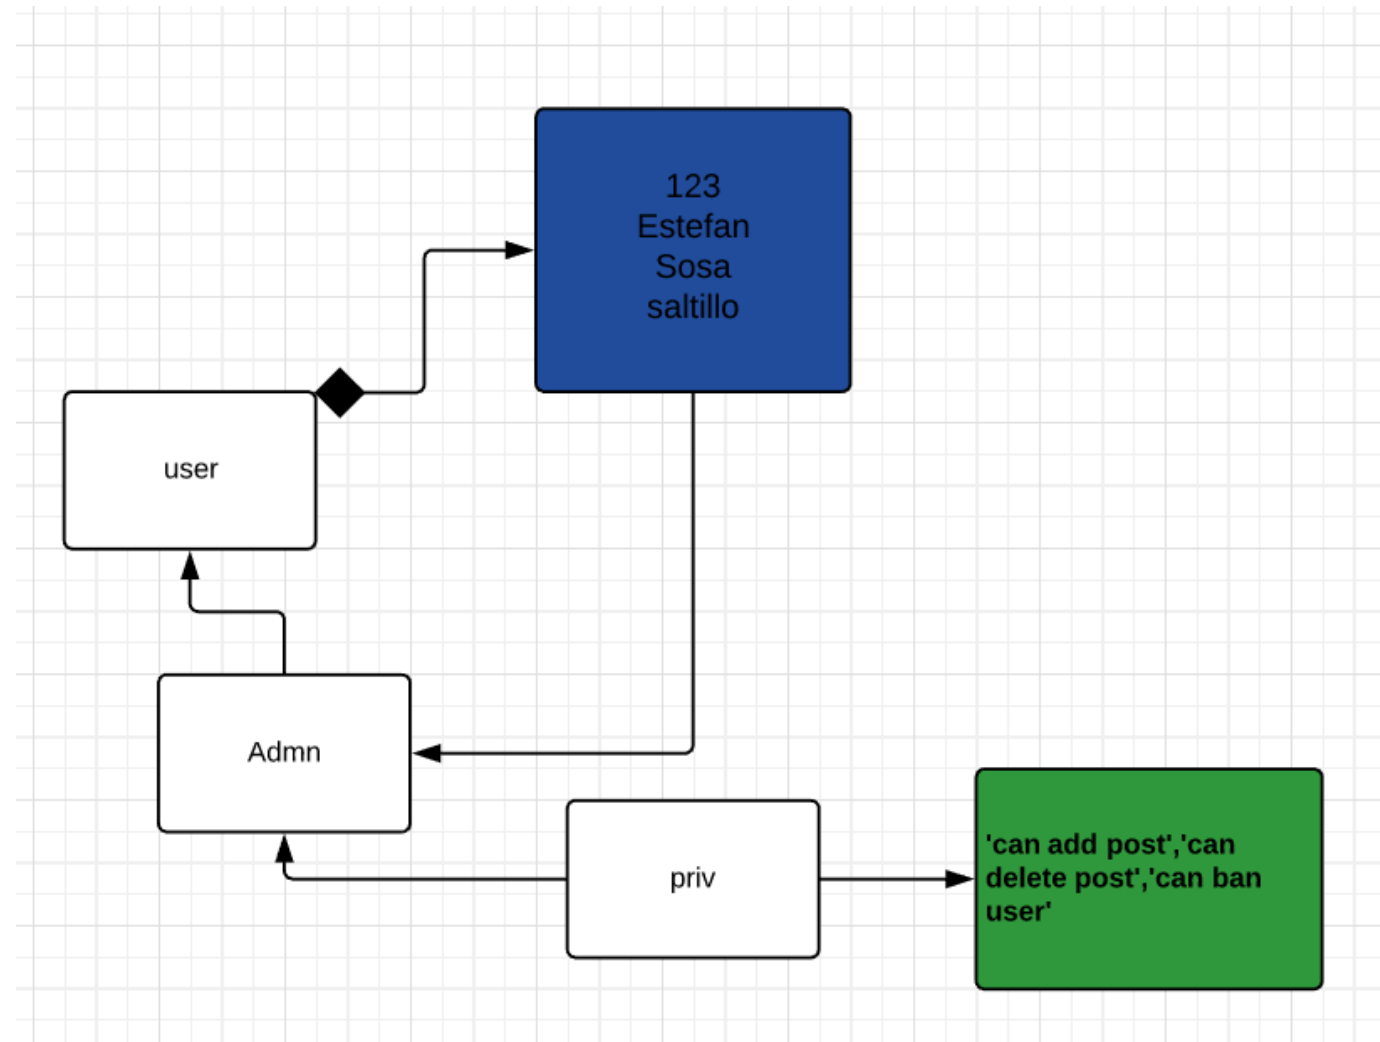 123
Estefan
Sosa
saltillo
user
Admn
priv
'can add post','can
delete post','can ban
user'